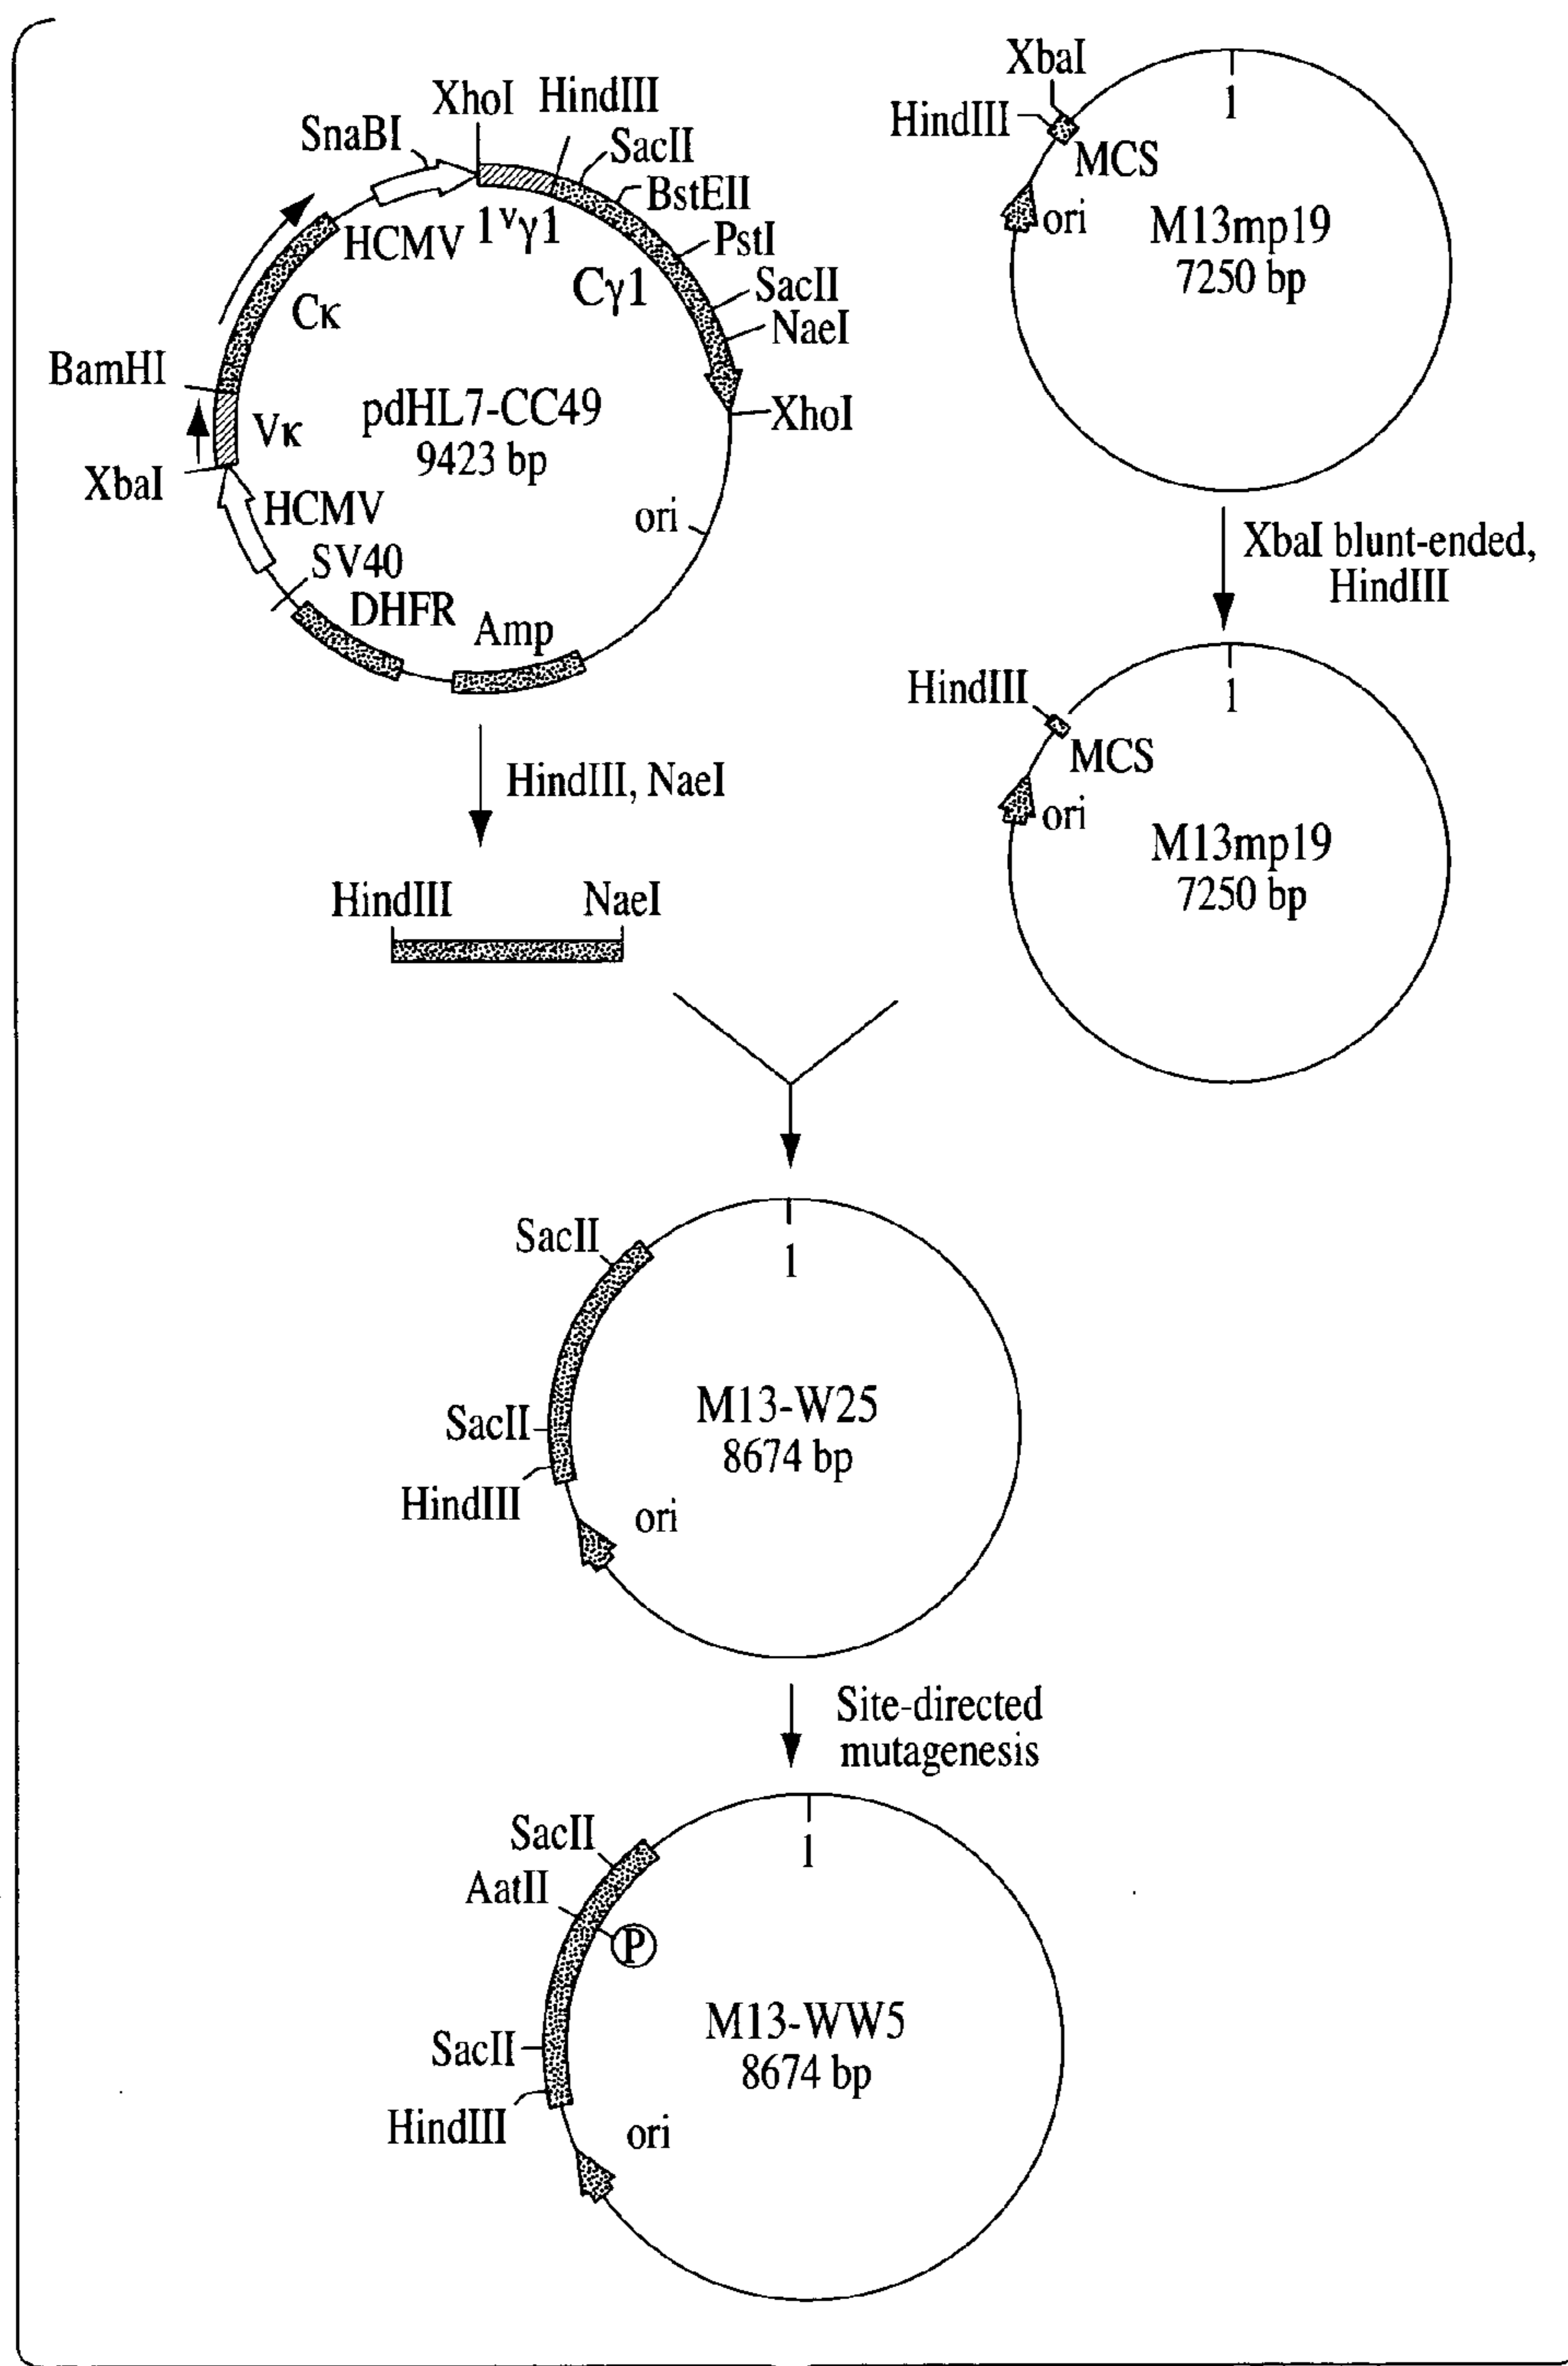 XhoI
HindIII
SnaBI
SacII
BstEII
PstI
SacII
NaeI
XhoI
HCMV
1Vγ1
Cγ1
Cκ
BamHI
Vκ
pdHL7-CC49
9423 bp
XbaI
HCMV
SV40
DHFR
Amp
ori
HindIII, NaeI
HindIII
NaeI
XbaI
HindIII
MCS
1
ori
M13mp19
7250 bp
XbaI blunt-ended,
HindIII
HindIII
1
MCS
ori
M13mp19
7250 bp
SacII
1
M13-W25
8674 bp
SacII
HindIII
ori
Site-directed
mutagenesis
SacII
1
AatII
P
M13-WW5
8674 bp
SacII
HindIII
ori